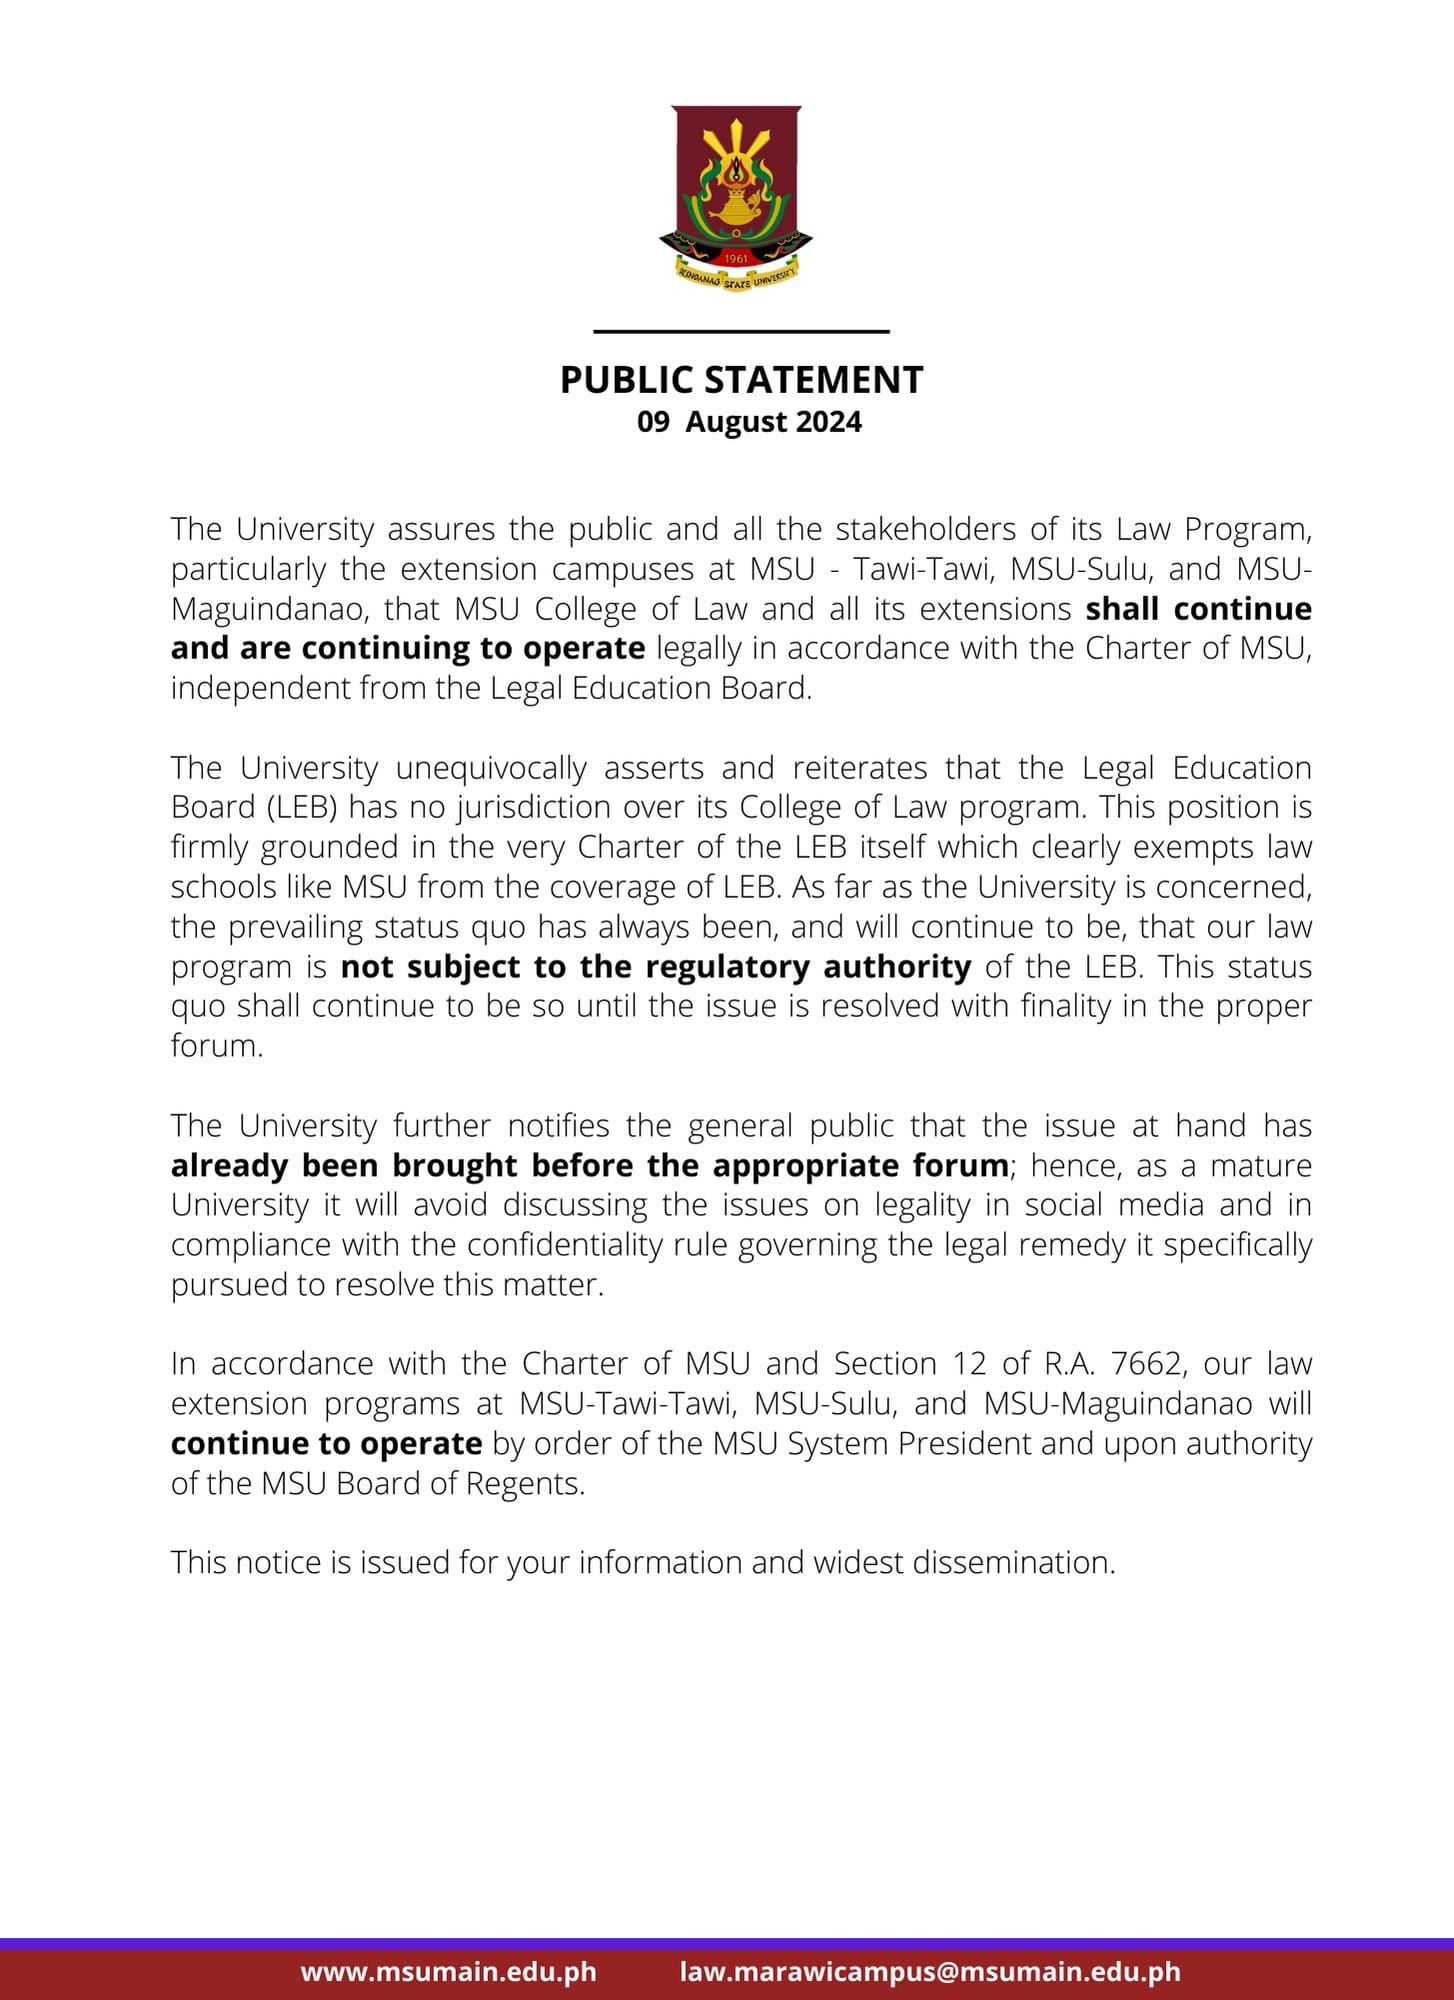 1961
MINDANAO STATE UNIVERSITY
PUBLIC STATEMENT
09 August 2024
The University assures the public and all the stakeholders of its Law Program,
particularly the extension campuses at MSU - Tawi-Tawi, MSU-Sulu, and MSU-
Maguindanao, that MSU College of Law and all its extensions shall continue
and are continuing to operate legally in accordance with the Charter of MSU,
independent from the Legal Education Board.
The University unequivocally asserts and reiterates that the Legal Education
Board (LEB) has no jurisdiction over its College of Law program. This position is
firmly grounded in the very Charter of the LEB itself which clearly exempts law
schools like MSU from the coverage of LEB. As far as the University is concerned,
the prevailing status quo has always been, and will continue to be, that our law
program is not subject to the regulatory authority of the LEB. This status
quo shall continue to be so until the issue is resolved with finality in the proper
forum.
The University further notifies the general public that the issue at hand has
already been brought before the appropriate forum; hence, as a mature
University it will avoid discussing the issues on legality in social media and in
compliance with the confidentiality rule governing the legal remedy it specifically
pursued to resolve this matter.
In accordance with the Charter of MSU and Section 12 of R.A. 7662, our law
extension programs at MSU-Tawi-Tawi, MSU-Sulu, and MSU-Maguindanao will
continue to operate by order of the MSU System President and upon authority
of the MSU Board of Regents.
This notice is issued for your information and widest dissemination.
www.msumain.edu.ph law.marawicampus@msumain.edu.ph